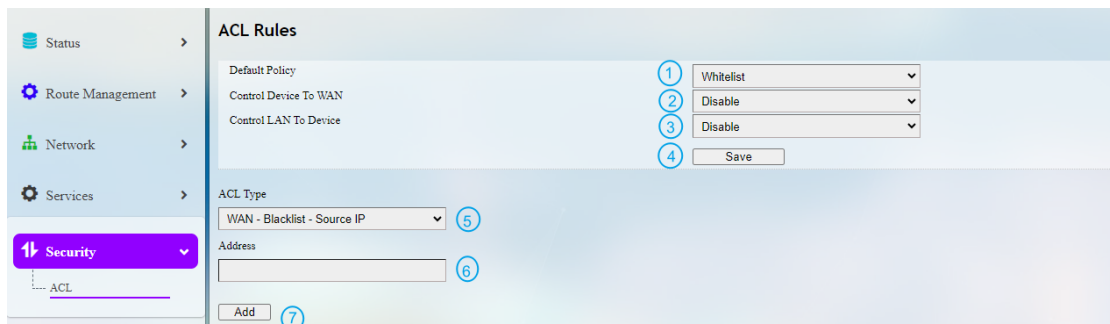 Status
Route Management
Network
Services
Security
ACL
ACL Rules
Default Policy 1 Whitelist
Control Device To WAN 2 Disable
Control LAN To Device 3 Disable
4 Save
ACL Type
WAN - Blacklist - Source IP 5
Address
6
Add 7